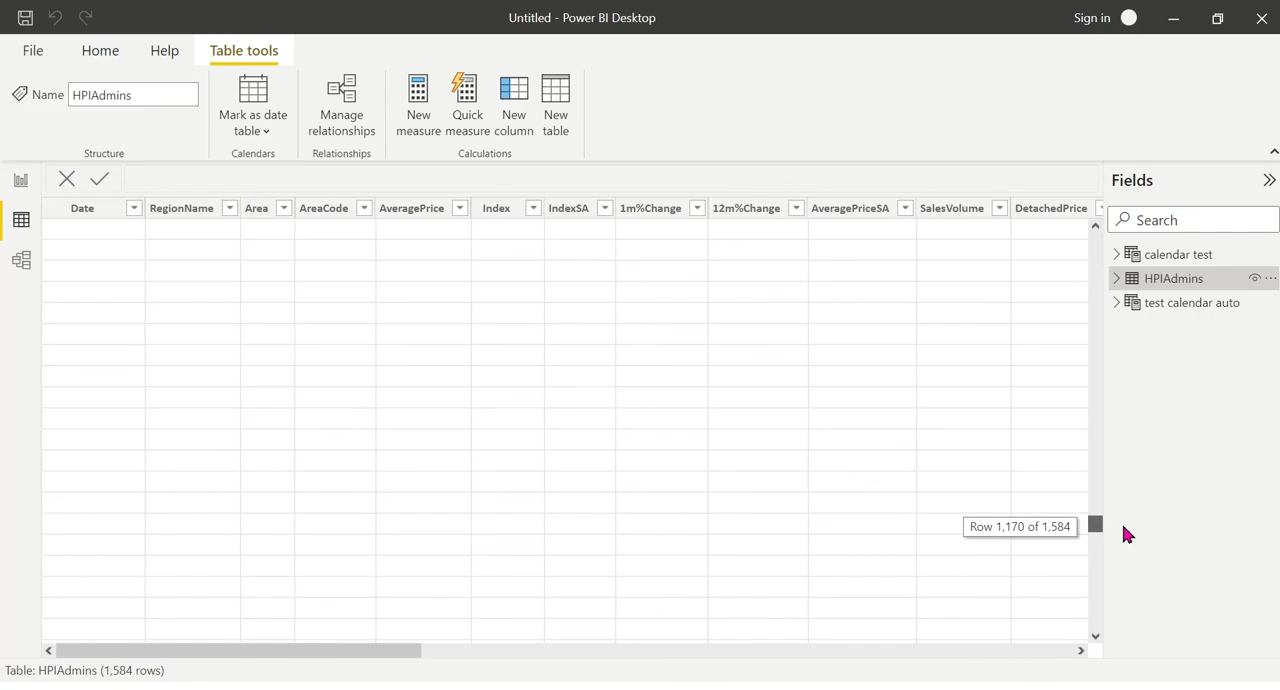 Untitled - Power BI Desktop
Sign in
File
Home
Help
Table tools
Name
HPIAdmins
Mark as date
table
Manage
relationships
New
measure
Quick
measure
New
column
New
table
Structure
Calendars
Relationships
Calculations
Fields
Search
calendar test
HPIAdmins
test calendar auto
Date
RegionName
Area
AreaCode
AveragePrice
Index
IndexSA
1m%Change
12m%Change
AveragePriceSA
SalesVolume
DetachedPrice
Row 1,170 of 1,584
Table: HPIAdmins (1,584 rows)